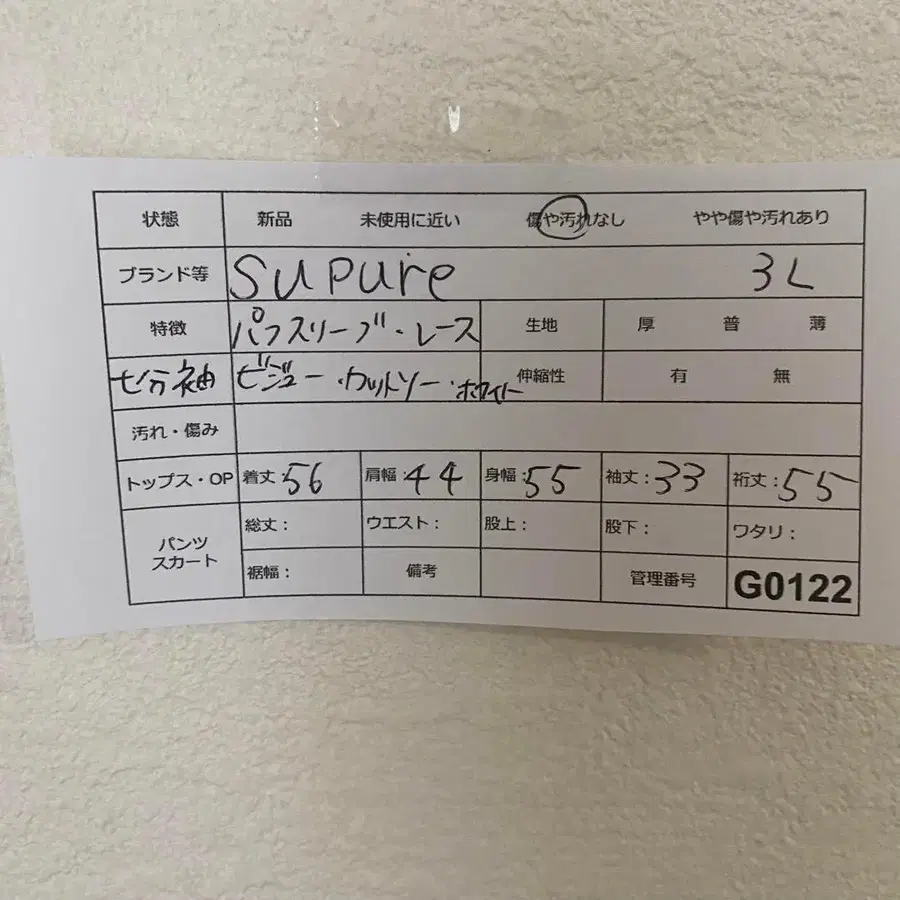 状態 新品 未使用に近い 傷や汚れなし やや傷や汚れあり
ブランド等 supure 3L
特徴 パフスリーブ・レース 生地 厚 普 薄
七分袖 ビジュー・カットソー・ホワイト 伸縮性 有 無
汚れ・傷み
トップス・OP 着丈:56 肩幅:44 身幅:55 袖丈:33 裄丈:55
パンツ スカート 総丈: ウエスト: 股上: 股下: ワタリ:
裾幅: 備考 管理番号 G0122